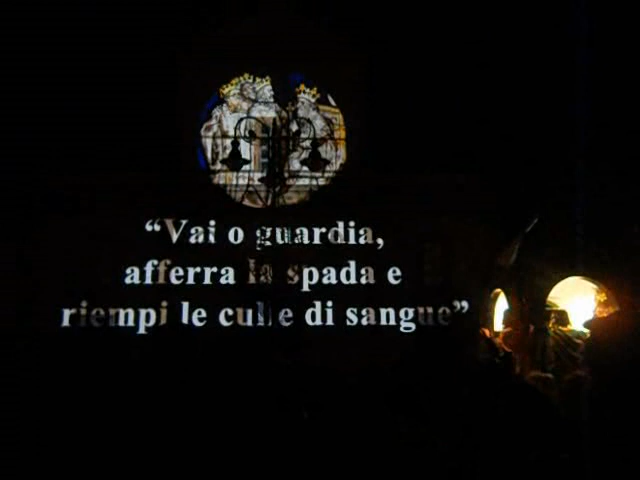 “Vai o guardia,
afferra la spada e
riempi le culle di sangue”